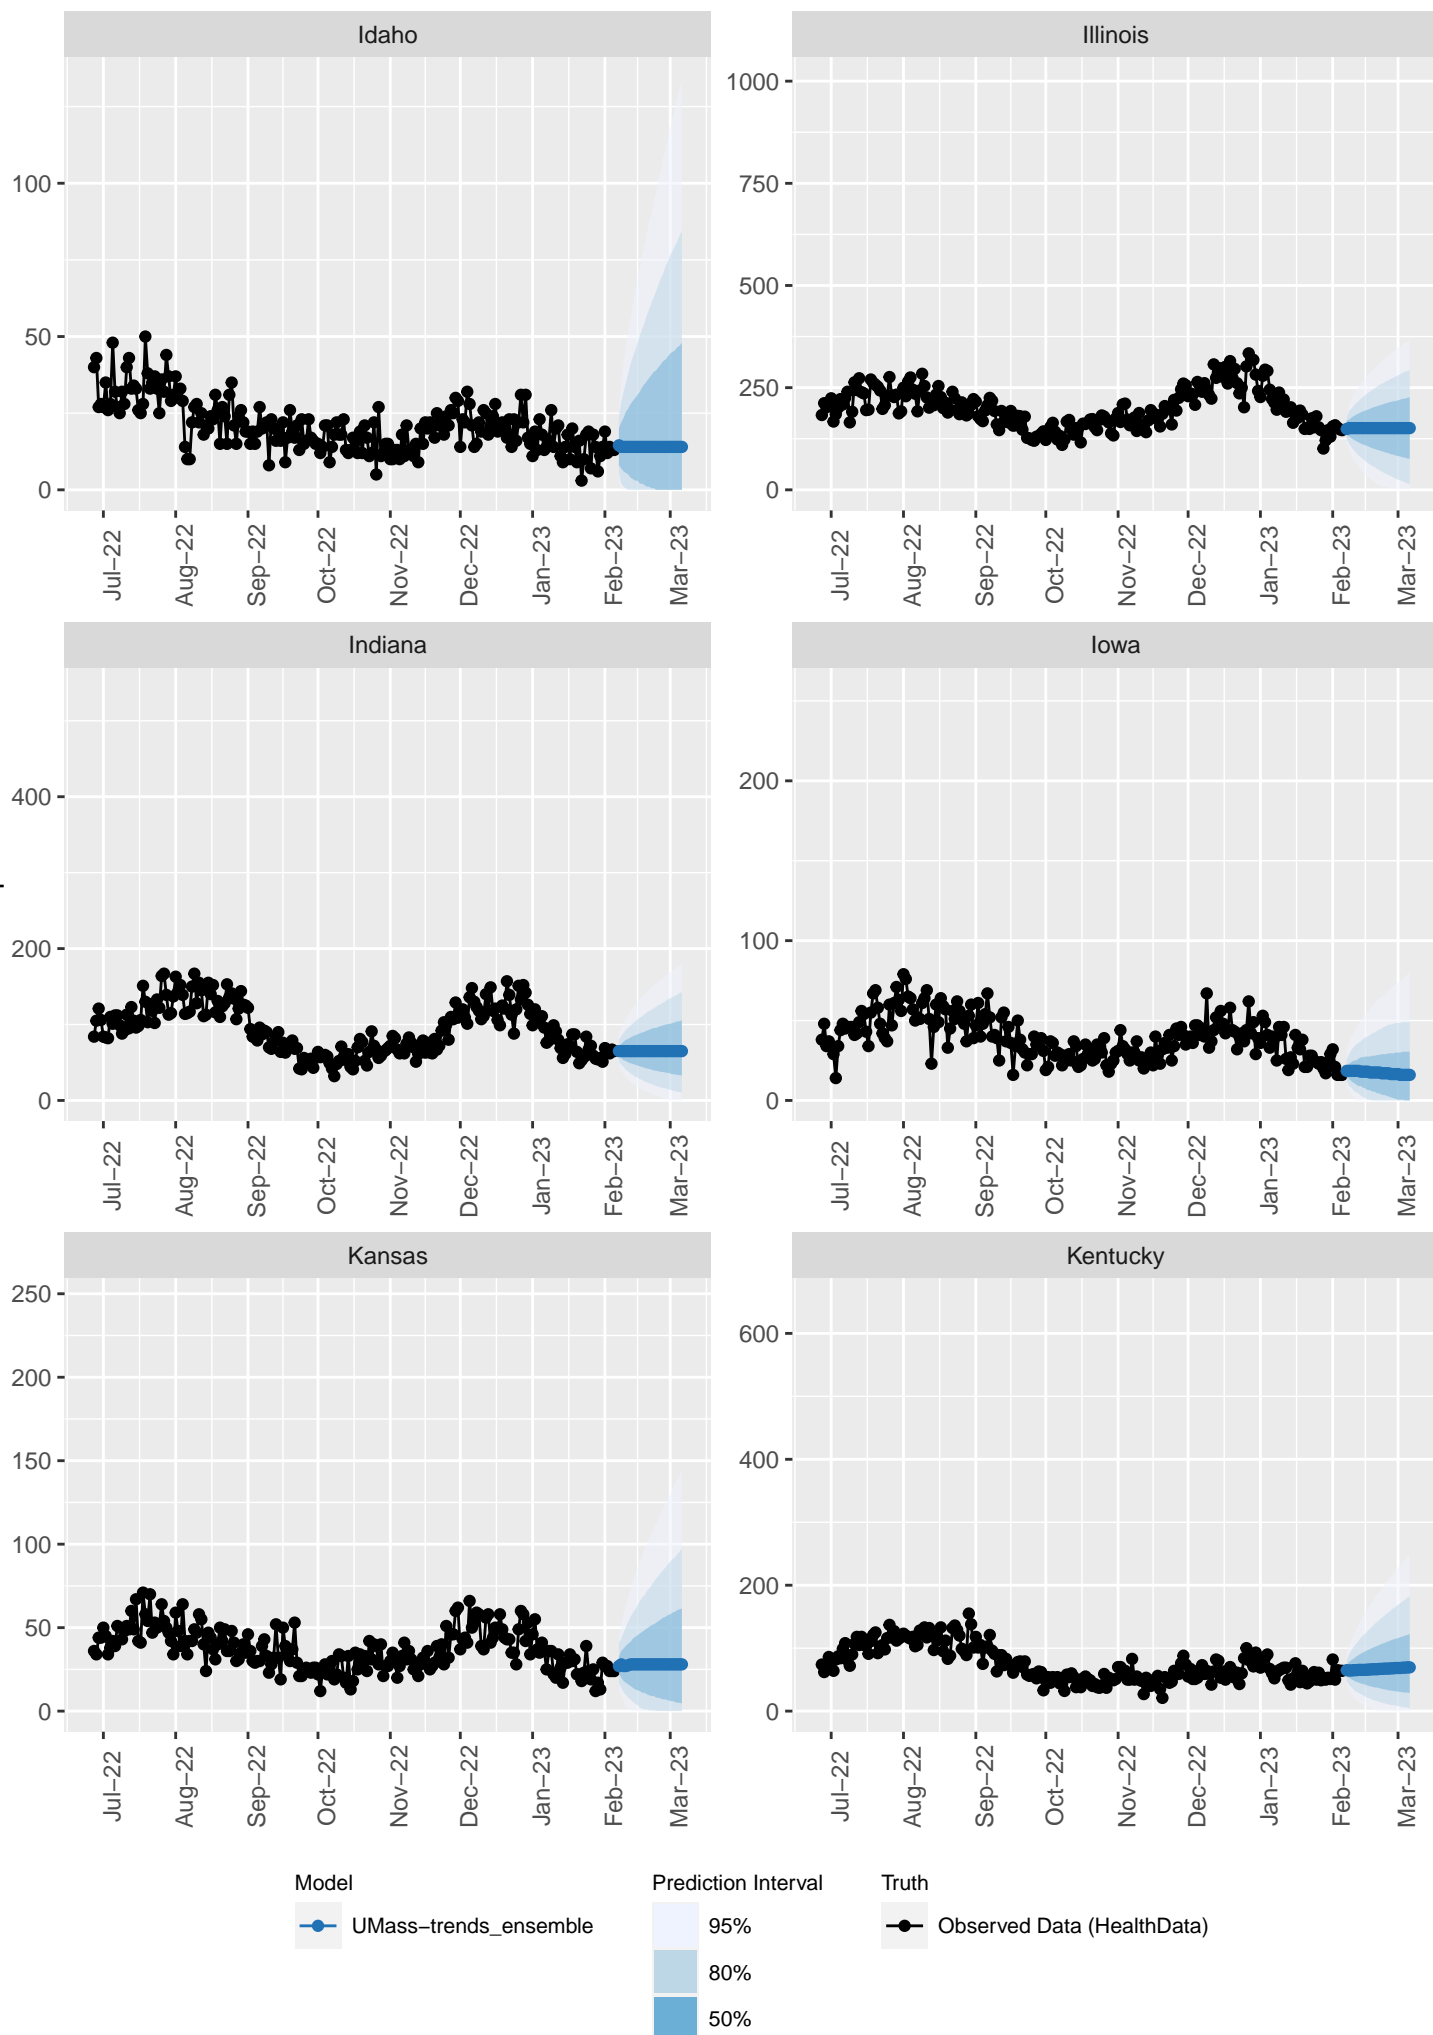 Idaho
Illinois
100
50
0
1000
750
500
250
0
Jul−22
Aug−22
Sep−22
Oct−22
Nov−22
Dec−22
Jan−23
Feb−23
Mar−23
Jul−22
Aug−22
Sep−22
Oct−22
Nov−22
Dec−22
Jan−23
Feb−23
Mar−23
Indiana
Iowa
400
200
0
200
100
0
Jul−22
Aug−22
Sep−22
Oct−22
Nov−22
Dec−22
Jan−23
Feb−23
Mar−23
Jul−22
Aug−22
Sep−22
Oct−22
Nov−22
Dec−22
Jan−23
Feb−23
Mar−23
Kansas
Kentucky
250
200
150
100
50
0
600
400
200
0
Jul−22
Aug−22
Sep−22
Oct−22
Nov−22
Dec−22
Jan−23
Feb−23
Mar−23
Jul−22
Aug−22
Sep−22
Oct−22
Nov−22
Dec−22
Jan−23
Feb−23
Mar−23
Model
UMass−trends_ensemble
Prediction Interval
95%
80%
50%
Truth
Observed Data (HealthData)